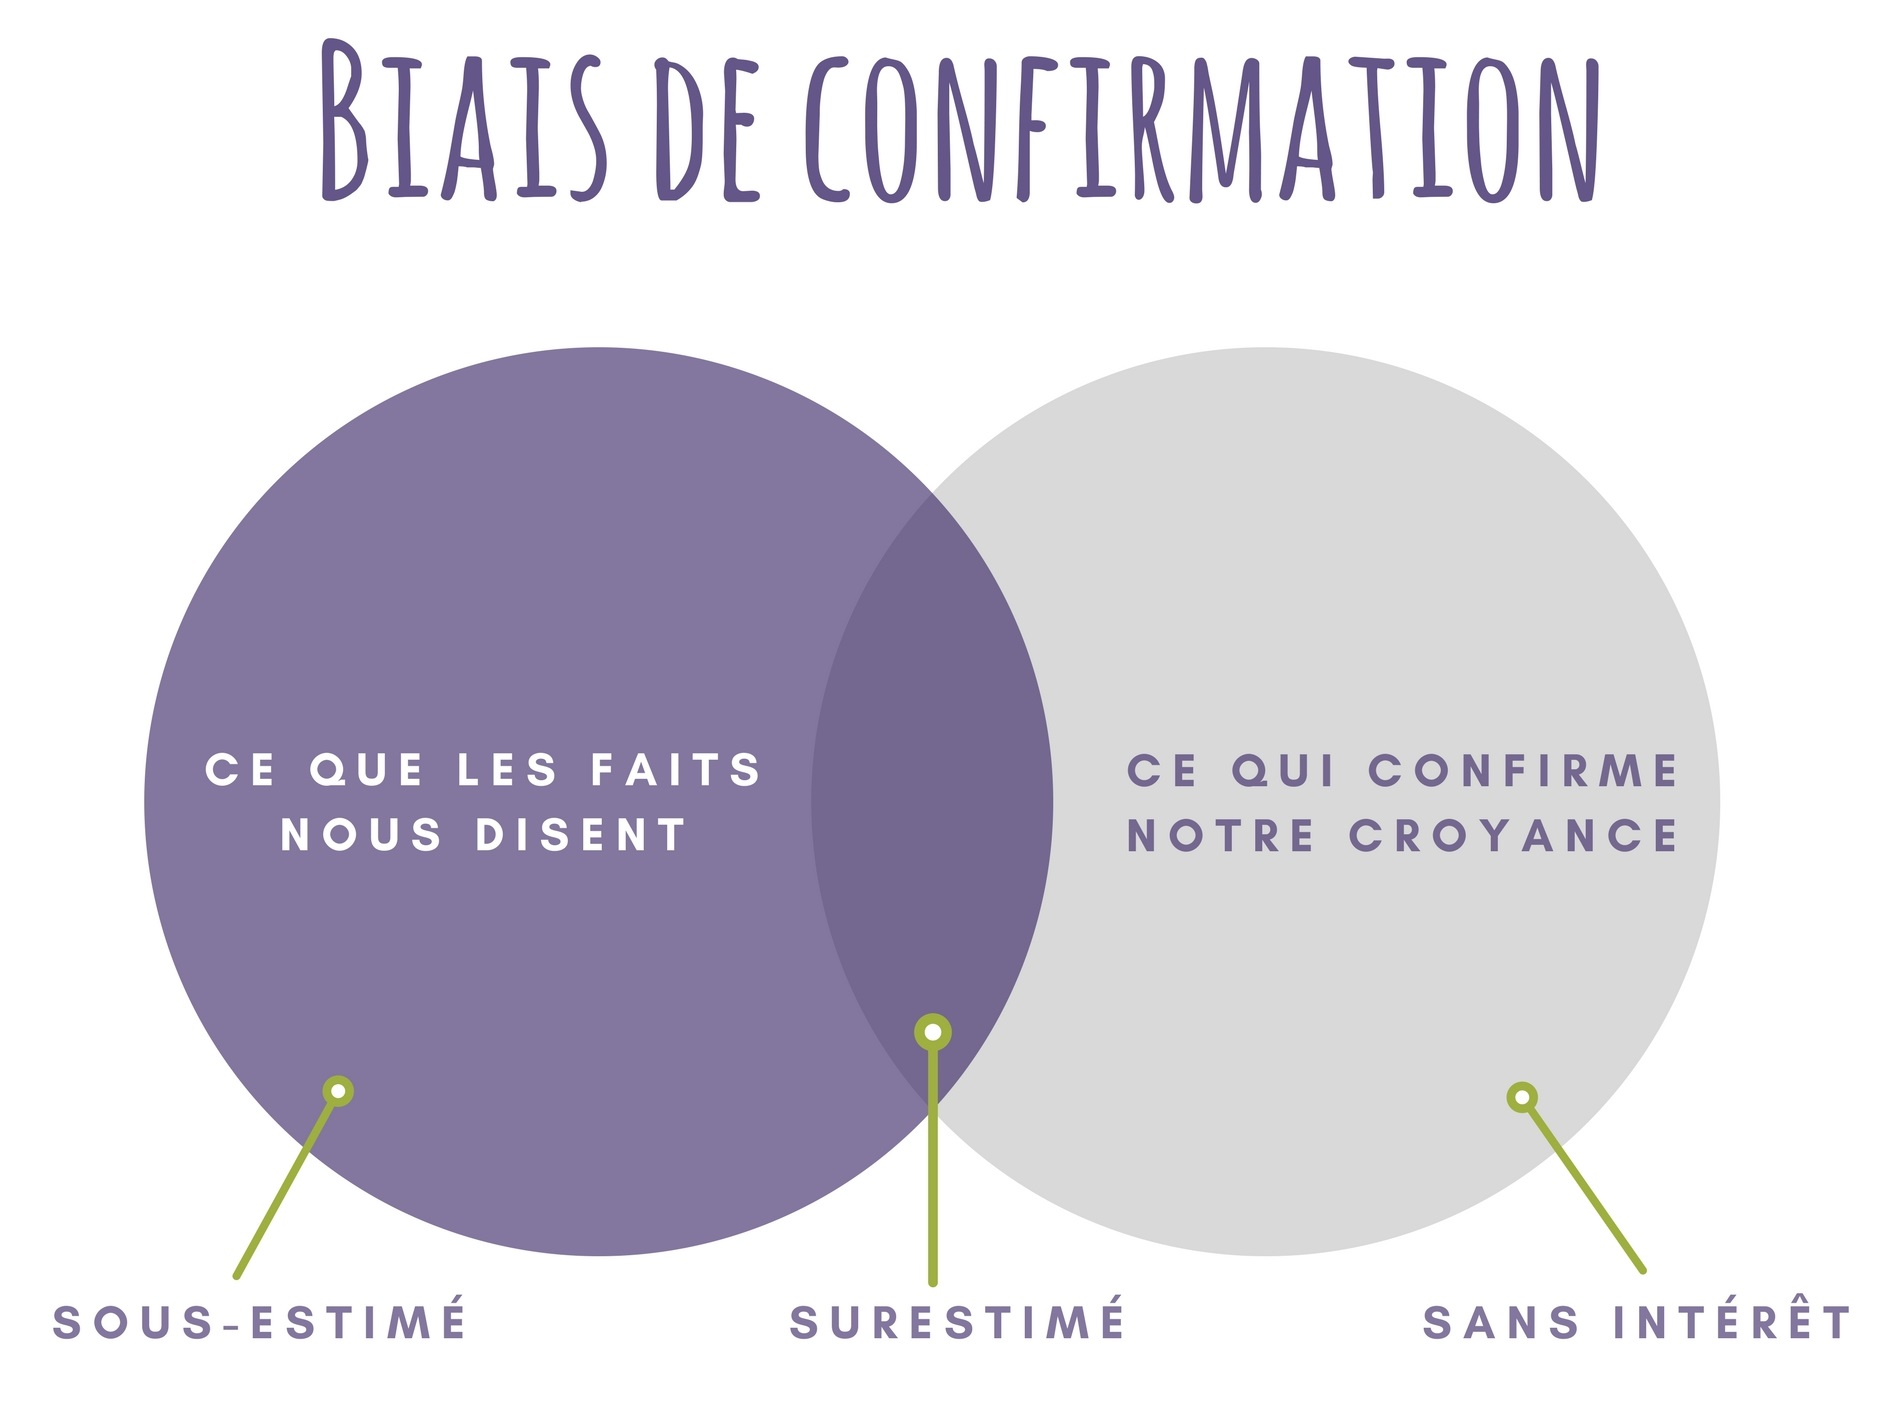 BIAIS DE CONFIRMATION
CE QUE LES FAITS
NOUS DISENT
CE QUI CONFIRME
NOTRE CROYANCE
SOUS-ESTIMÉ
SURESTIMÉ
SANS INTÉRÊT